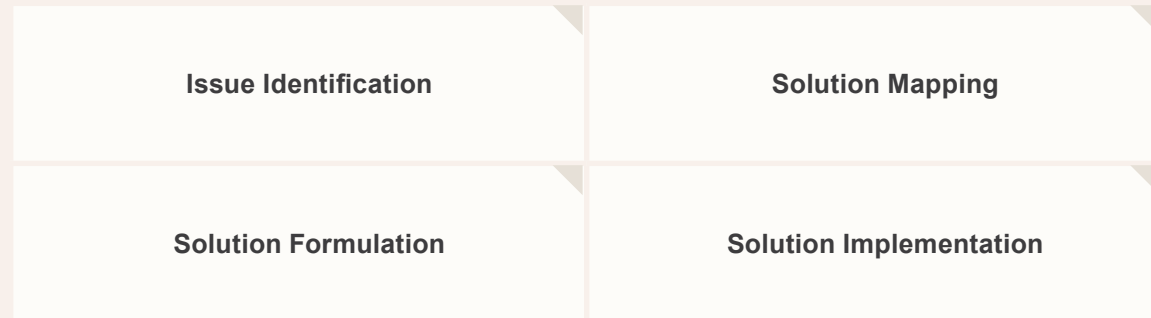 Issue Identification
Solution Mapping
Solution Formulation
Solution Implementation